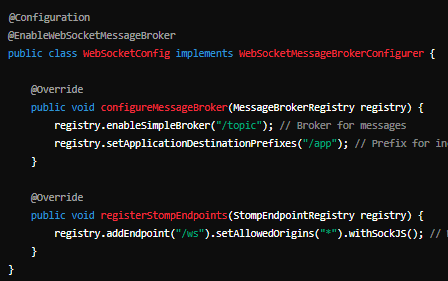 @Configuration
@EnableWebSocketMessageBroker
public class WebSocketConfig implements WebSocketMessageBrokerConfigurer {
@Override
public void configureMessageBroker(MessageBrokerRegistry registry) {
registry.enableSimpleBroker("/topic"); // Broker for messages
registry.setApplicationDestinationPrefixes("/app"); // Prefix for
}
@Override
public void registerStompEndpoints(StompEndpointRegistry registry) {
registry.addEndpoint("/ws").setAllowedOrigins("*").withSockJS(); //
}
}